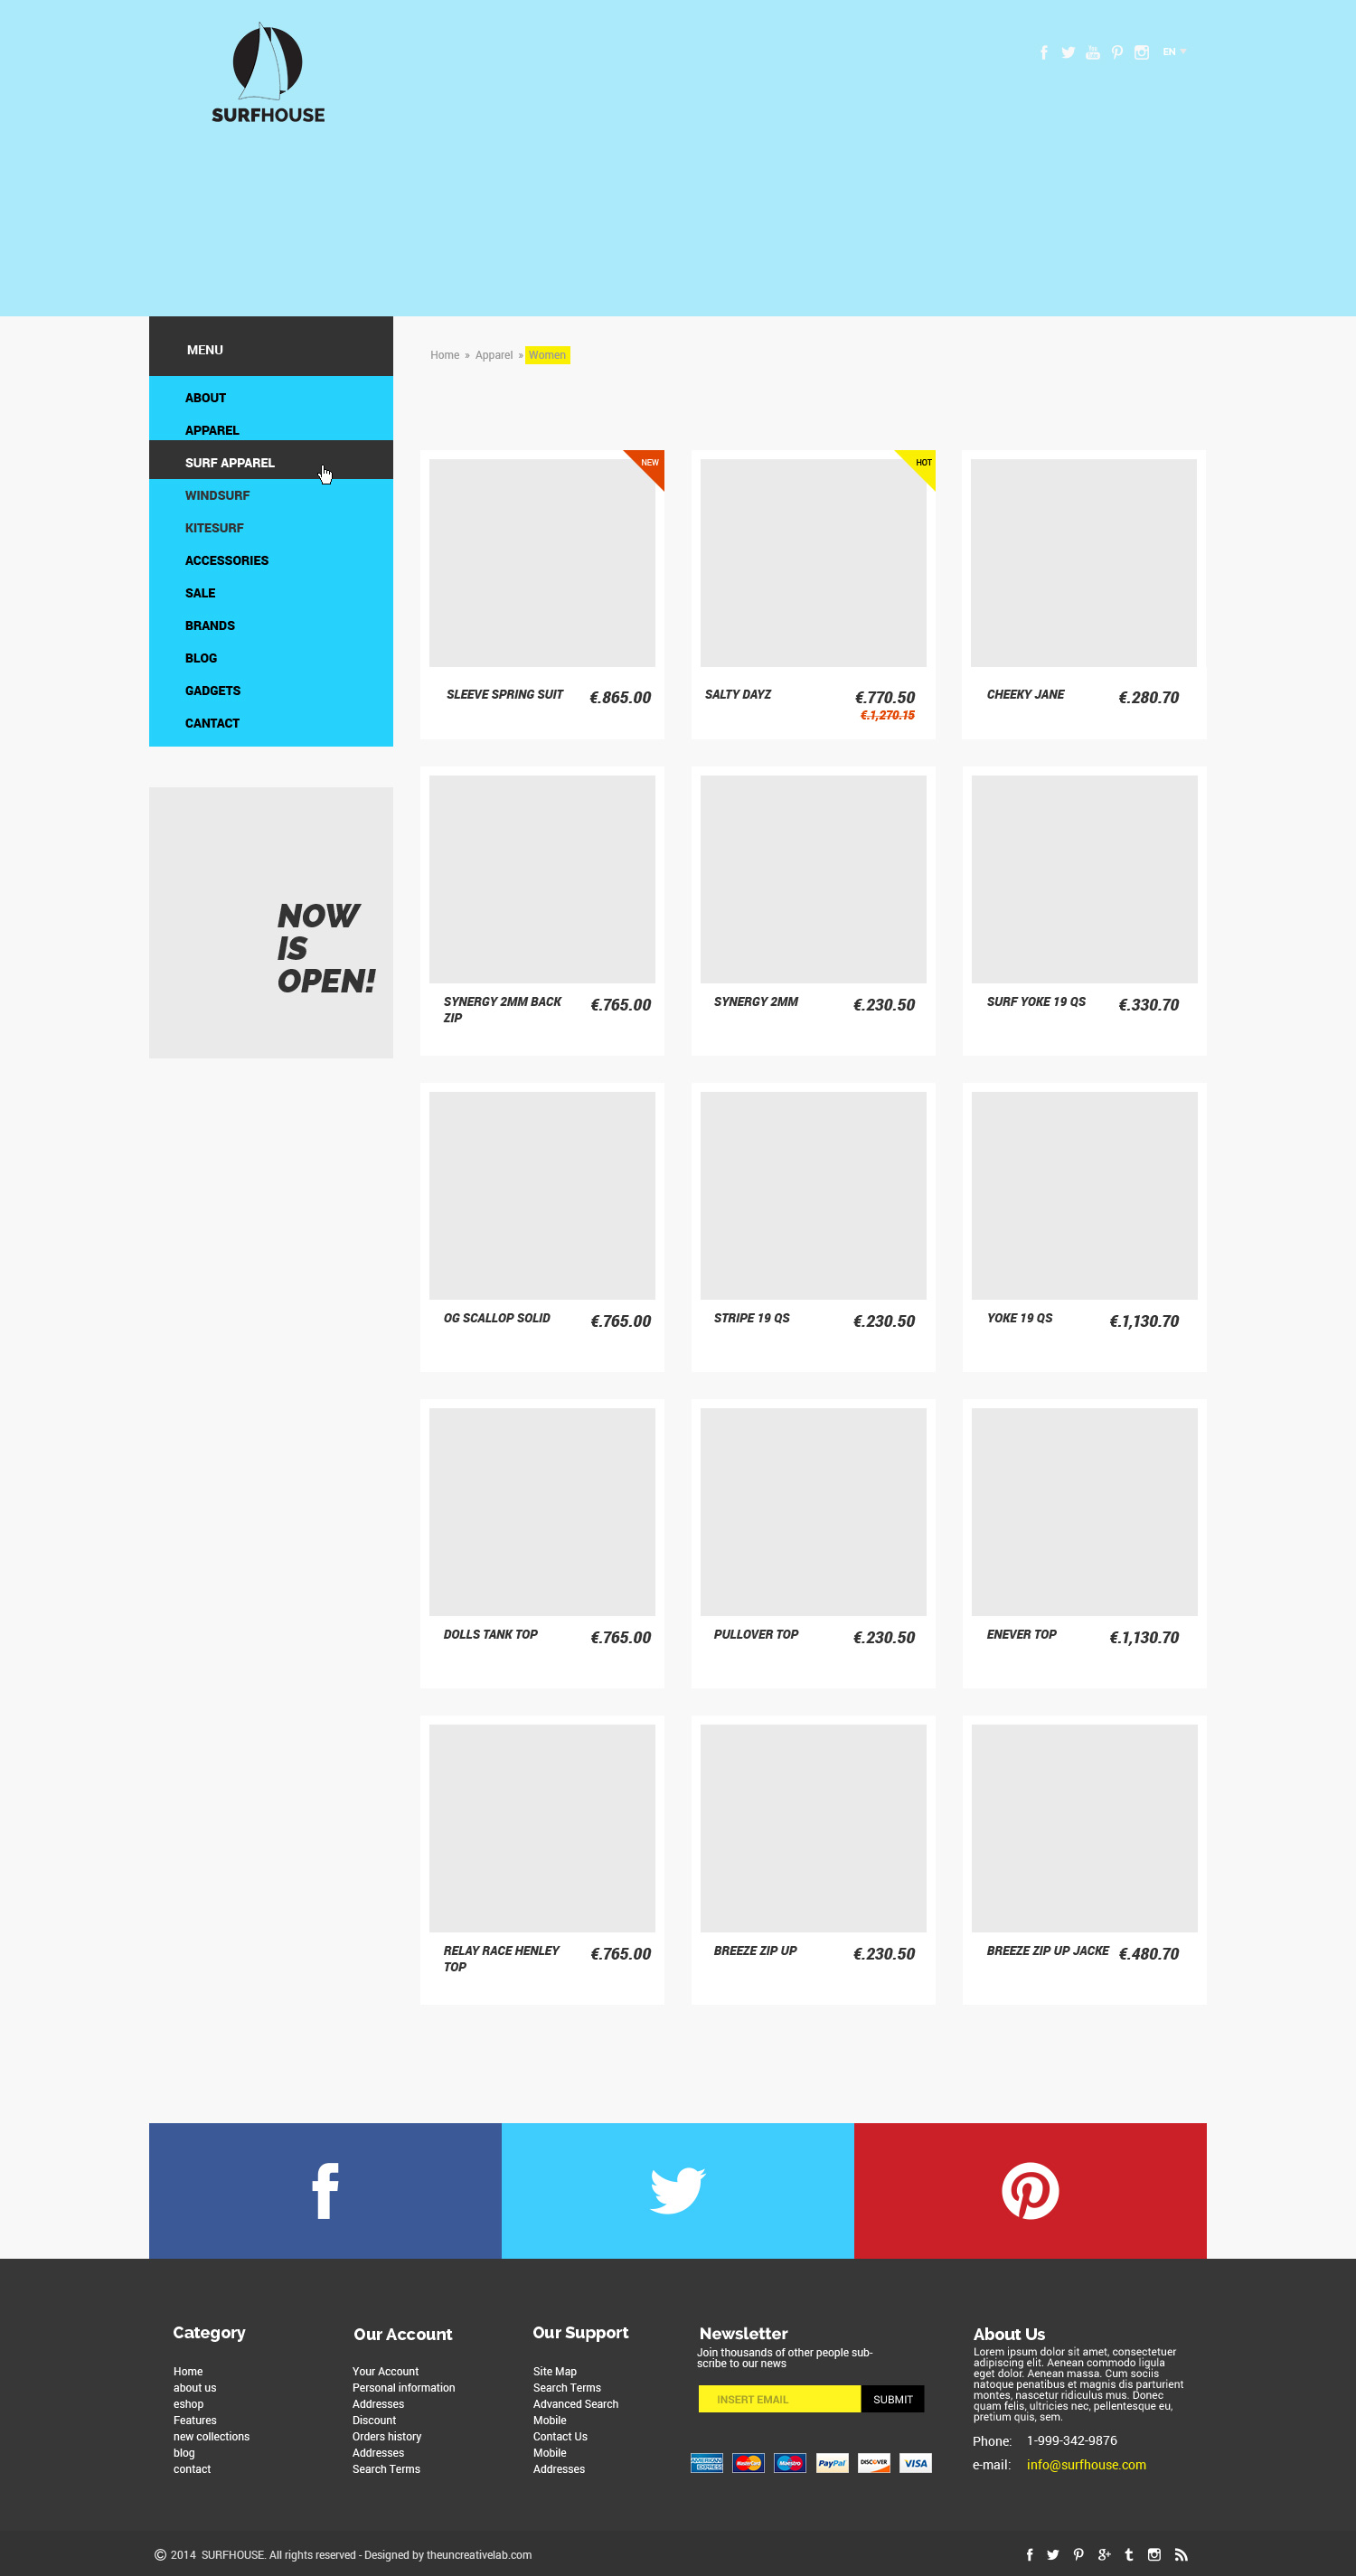 SURFHOUSE
EN
MENU
ABOUT
APPAREL
SURF APPAREL
WINDSURF
KITESURF
ACCESSORIES
SALE
BRANDS
BLOG
GADGETS
CANTACT
NOW
IS
OPEN!
Home » Apparel » Women
NEW
HOT
SLEEVE SPRING SUIT €.865.00
SALTY DAYZ €.770.50
€.1,270.15
CHEEKY JANE €.280.70
SYNERGY 2MM BACK €.765.00
ZIP
SYNERGY 2MM €.230.50
SURF YOKE 19 QS €.330.70
OG SCALLOP SOLID €.765.00
STRIPE 19 QS €.230.50
YOKE 19 QS €.1,130.70
DOLLS TANK TOP €.765.00
PULLOVER TOP €.230.50
ENEVER TOP €.1,130.70
RELAY RACE HENLEY €.765.00
TOP
BREEZE ZIP UP €.230.50
BREEZE ZIP UP JACKE €.480.70
Category
Home
about us
eshop
Features
new collections
blog
contact
Our Account
Your Account
Personal information
Addresses
Discount
Orders history
Addresses
Search Terms
Our Support
Site Map
Search Terms
Advanced Search
Mobile
Contact Us
Mobile
Addresses
Newsletter
Join thousands of other people sub-
scribe to our news
INSERT EMAIL SUBMIT
AMERICAN EXPRESS MasterCard Maestro PayPal DISCOVER VISA
About Us
Lorem ipsum dolor sit amet, consectetuer
adipiscing elit. Aenean commodo ligula
eget dolor. Aenean massa. Cum sociis
natoque penatibus et magnis dis parturient
montes, nascetur ridiculus mus. Donec
quam felis, ultricies nec, pellentesque eu,
pretium quis, sem.
Phone: 1-999-342-9876
e-mail: info@surfhouse.com
© 2014 SURFHOUSE. All rights reserved - Designed by theuncreativelab.com